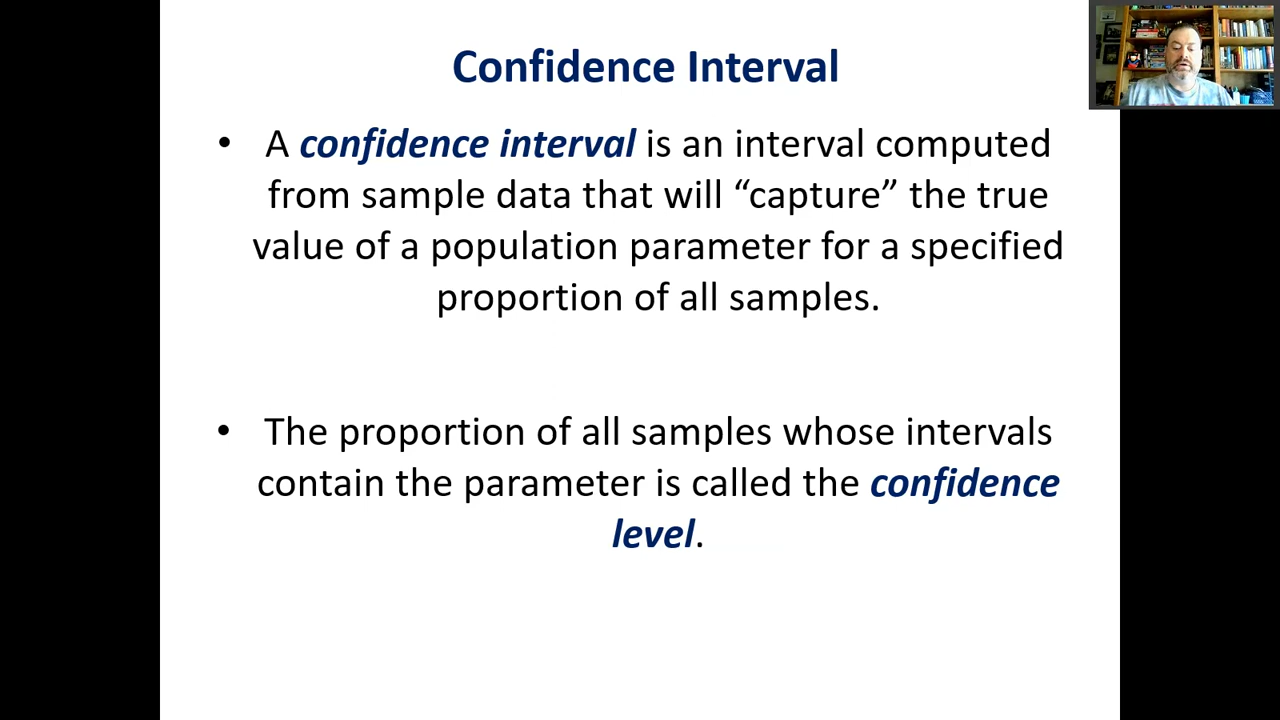 Confidence Interval
• A confidence interval is an interval computed
from sample data that will “capture” the true
value of a population parameter for a specified
proportion of all samples.
• The proportion of all samples whose intervals
contain the parameter is called the confidence
level.